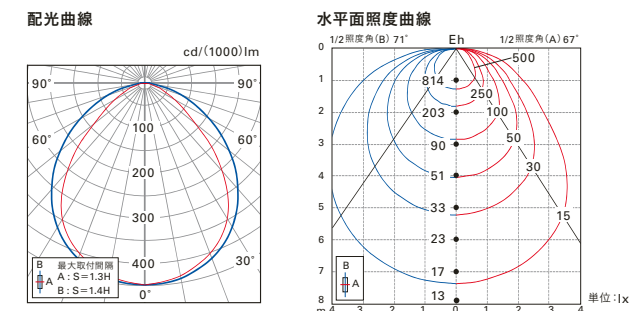 配光曲線
cd/(1000)lm
90°
90°
60°
60°
100
200
300
400
30°
0°
B
A
最大取付間隔
A：S＝1.3H
B：S＝1.4H
水平面照度曲線
1/2照度角(B) 71°
Eh
1/2照度角(A) 67°
0
1
2
3
4
5
6
7
8
m
814
203
90
51
33
23
17
13
500
250
100
50
30
15
B
A
4 3 2 1 0 1 2 3 4
単位：lx